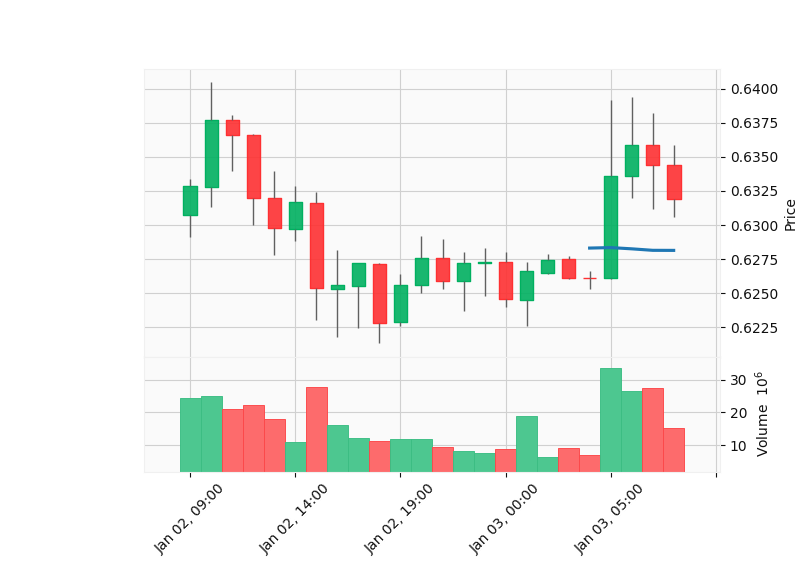 0.6400
0.6375
0.6350
0.6325
0.6300
0.6275
0.6250
0.6225
Price
30
20
10
Volume 10⁶
Jan 02, 09:00
Jan 02, 14:00
Jan 02, 19:00
Jan 03, 00:00
Jan 03, 05:00